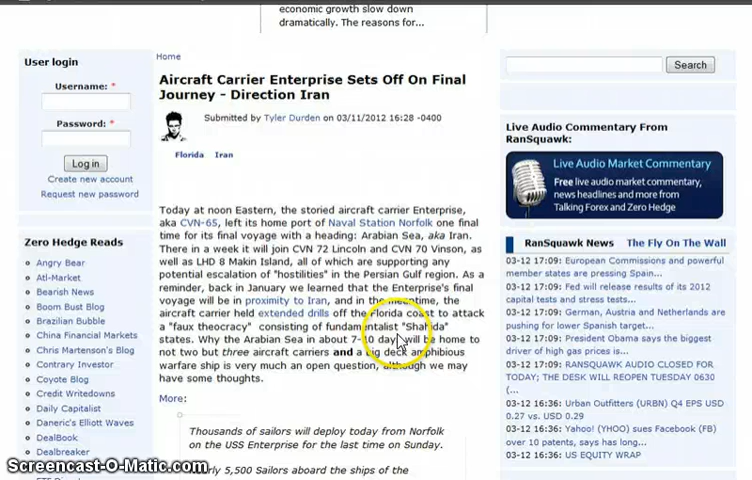 economic growth slow down
dramatically. The reasons for...
User login
Username: *
Password: *
Log in
Create new account
Request new password
Zero Hedge Reads
Angry Bear
Atl-Market
Bearish News
Boom Bust Blog
Brazilian Bubble
China Financial Markets
Chris Martenson's Blog
Contrary Investor
Coyote Blog
Credit Writedowns
Daily Capitalist
Daneric's Elliott Waves
DealBook
Dealbreaker
Home
Aircraft Carrier Enterprise Sets Off On Final
Journey - Direction Iran
Submitted by Tyler Durden on 03/11/2012 16:28 -0400
Florida Iran
Today at noon Eastern, the storied aircraft carrier Enterprise,
aka CVN-65, left its home port of Naval Station Norfolk one final
time for its final voyage with a heading: Arabian Sea, aka Iran.
There in a week it will join CVN 72 Lincoln and CVN 70 Vinson, as
well as LHD 8 Makin Island, all of which are supporting any
potential escalation of "hostilities" in the Persian Gulf region. As a
reminder, back in January we learned that the Enterprise's final
voyage will be in proximity to Iran, and in the meantime, the
aircraft carrier held extended drills off the Florida coast to attack
a "faux theocracy" consisting of fundamentalist "Shahida"
states. Why the Arabian Sea in about 7-10 days will be home to
not two but three aircraft carriers and a big deck amphibious
warfare ship is very much an open question, although we may
have some thoughts.
More:
Thousands of sailors will deploy today from Norfolk
on the USS Enterprise for the last time on Sunday.
Nearly 5,500 Sailors aboard the ships of the
Search
Live Audio Commentary From
RanSquawk:
Live Audio Market Commentary
Free live audio market commentary,
news headlines and more from
Talking Forex and Zero Hedge
RanSquawk News The Fly On The Wall
03-12 17:09: European Commissions and powerful
member states are pressing Spain...
03-12 17:09: Fed will release results of its 2012
capital tests and stress tests...
03-12 17:09: German, Austria and Netherlands are
pushing for lower Spanish target...
03-12 17:09: President Obama says the biggest
driver of high gas prices is...
03-12 17:09: RANSQUAWK AUDIO CLOSED FOR
TODAY; THE DESK WILL REOPEN TUESDAY 0630
(...
03-12 16:36: Urban Outfitters (URBN) Q4 EPS USD
0.27 vs. USD 0.29
03-12 16:36: Yahoo! (YHOO) sues Facebook (FB)
over 10 patents, says has long...
03-12 16:36: US EQUITY WRAP
Screencast-O-Matic.com